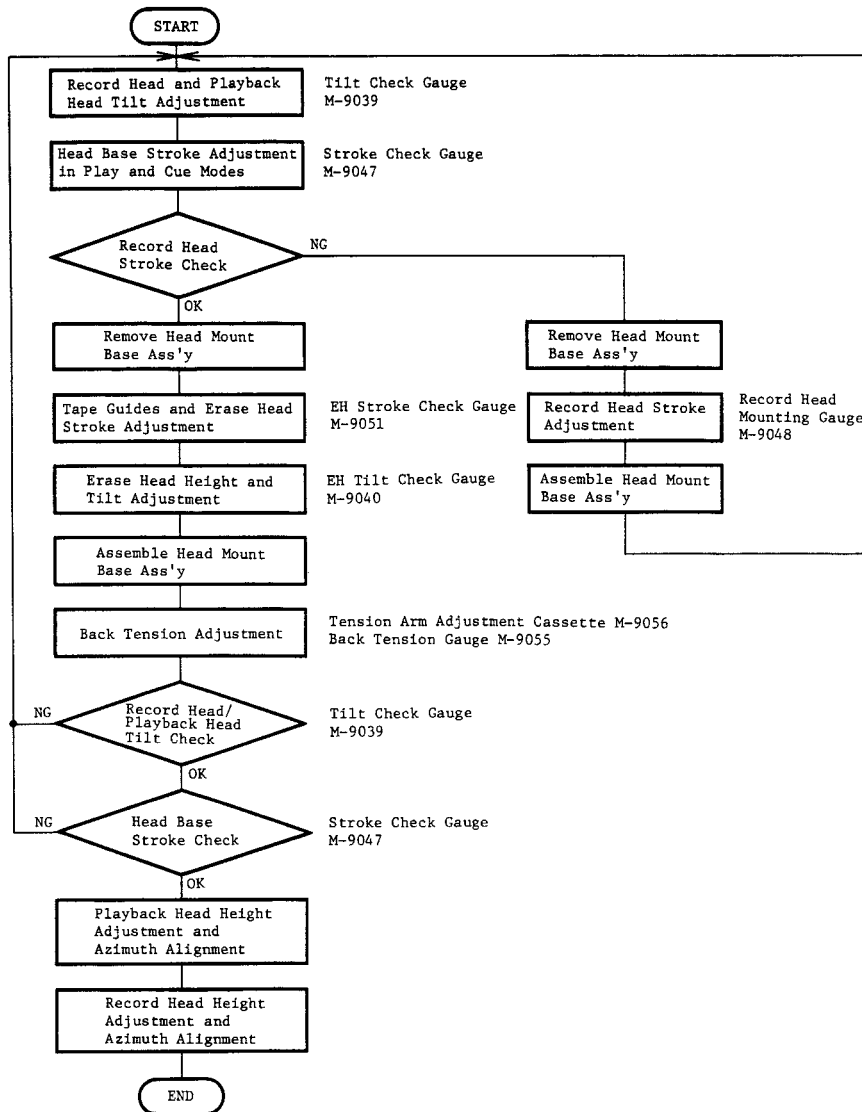 START
Record Head and Playback
Head Tilt Adjustment
Tilt Check Gauge
M-9039
Head Base Stroke Adjustment
in Play and Cue Modes
Stroke Check Gauge
M-9047
Record Head
Stroke Check
NG
OK
Remove Head Mount
Base Ass'y
Tape Guides and Erase Head
Stroke Adjustment
EH Stroke Check Gauge
M-9051
Erase Head Height and
Tilt Adjustment
EH Tilt Check Gauge
M-9040
Assemble Head Mount
Base Ass'y
Remove Head Mount
Base Ass'y
Record Head Stroke
Adjustment
Record Head
Mounting Gauge
M-9048
Assemble Head Mount
Base Ass'y
Back Tension Adjustment
Tension Arm Adjustment Cassette M-9056
Back Tension Gauge M-9055
NG
Record Head/
Playback Head
Tilt Check
Tilt Check Gauge
M-9039
OK
NG
Head Base
Stroke Check
Stroke Check Gauge
M-9047
OK
Playback Head Height
Adjustment and
Azimuth Alignment
Record Head Height
Adjustment and
Azimuth Alignment
END